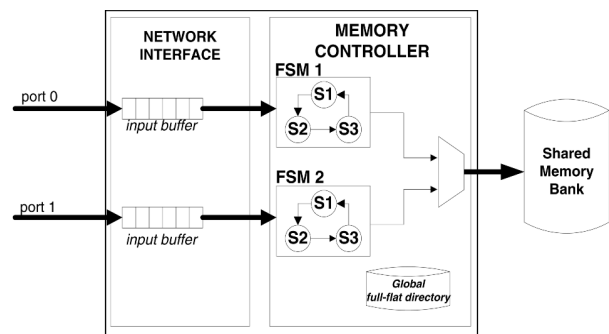 NETWORK
INTERFACE
MEMORY
CONTROLLER
port 0
input buffer
FSM 1
S1
S2
S3
port 1
input buffer
FSM 2
S1
S2
S3
Shared
Memory
Bank
Global
full-flat directory